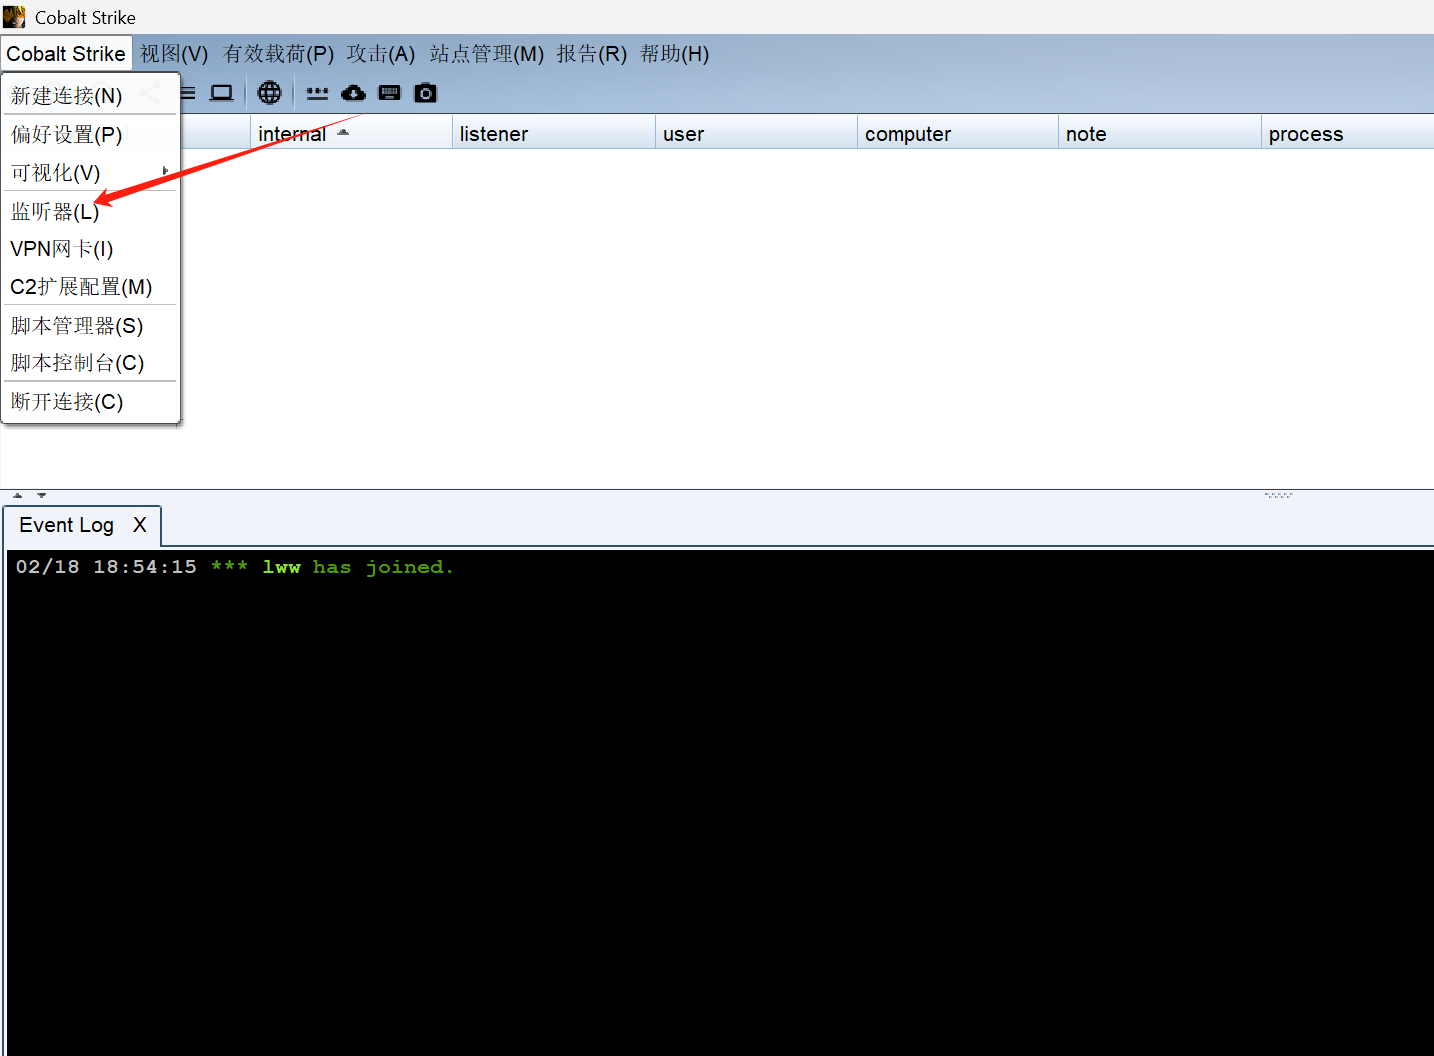 Cobalt Strike
Cobalt Strike 视图(V) 有效载荷(P) 攻击(A) 站点管理(M) 报告(R) 帮助(H)
新建连接(N)
偏好设置(P)
可视化(V)
监听器(L)
VPN网卡(I)
C2扩展配置(M)
脚本管理器(S)
脚本控制台(C)
断开连接(C)
internal listener user computer note process
Event Log X
02/18 18:54:15 *** lww has joined.